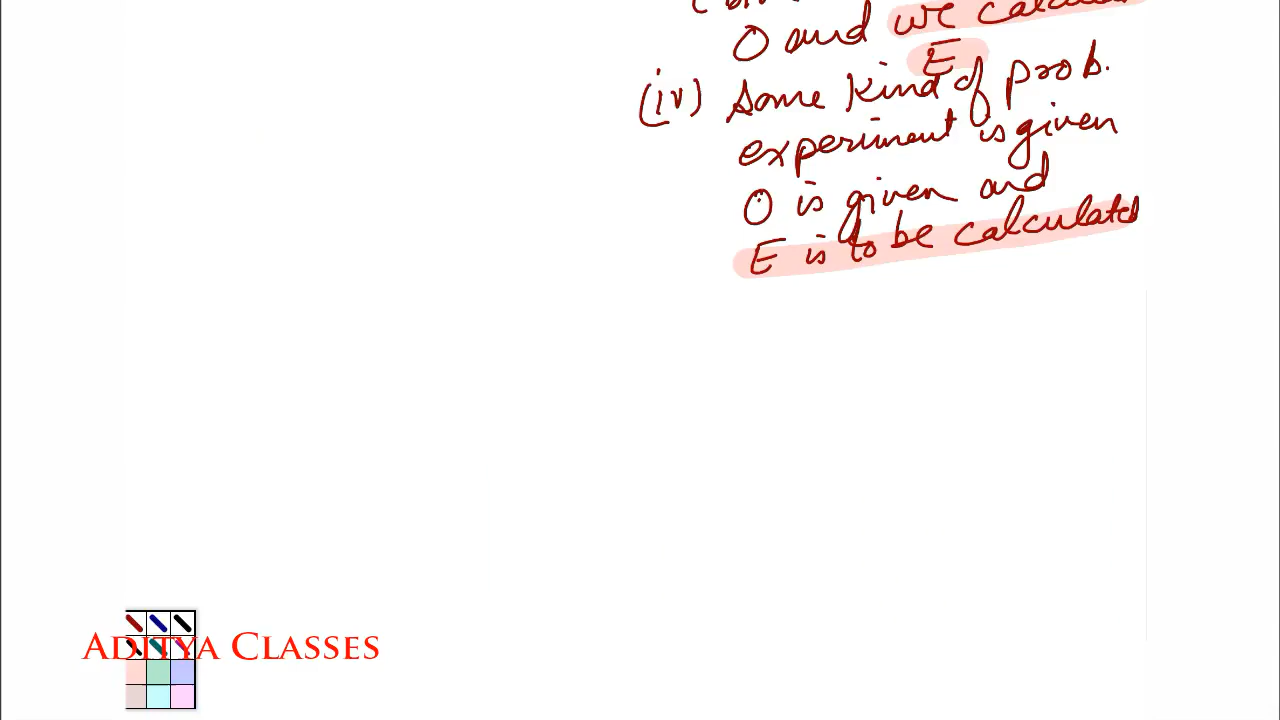 O and we
E
(iv) Some kind of prob.
experiment is given
O is given and
E is to be calculated
ADITYA CLASSES